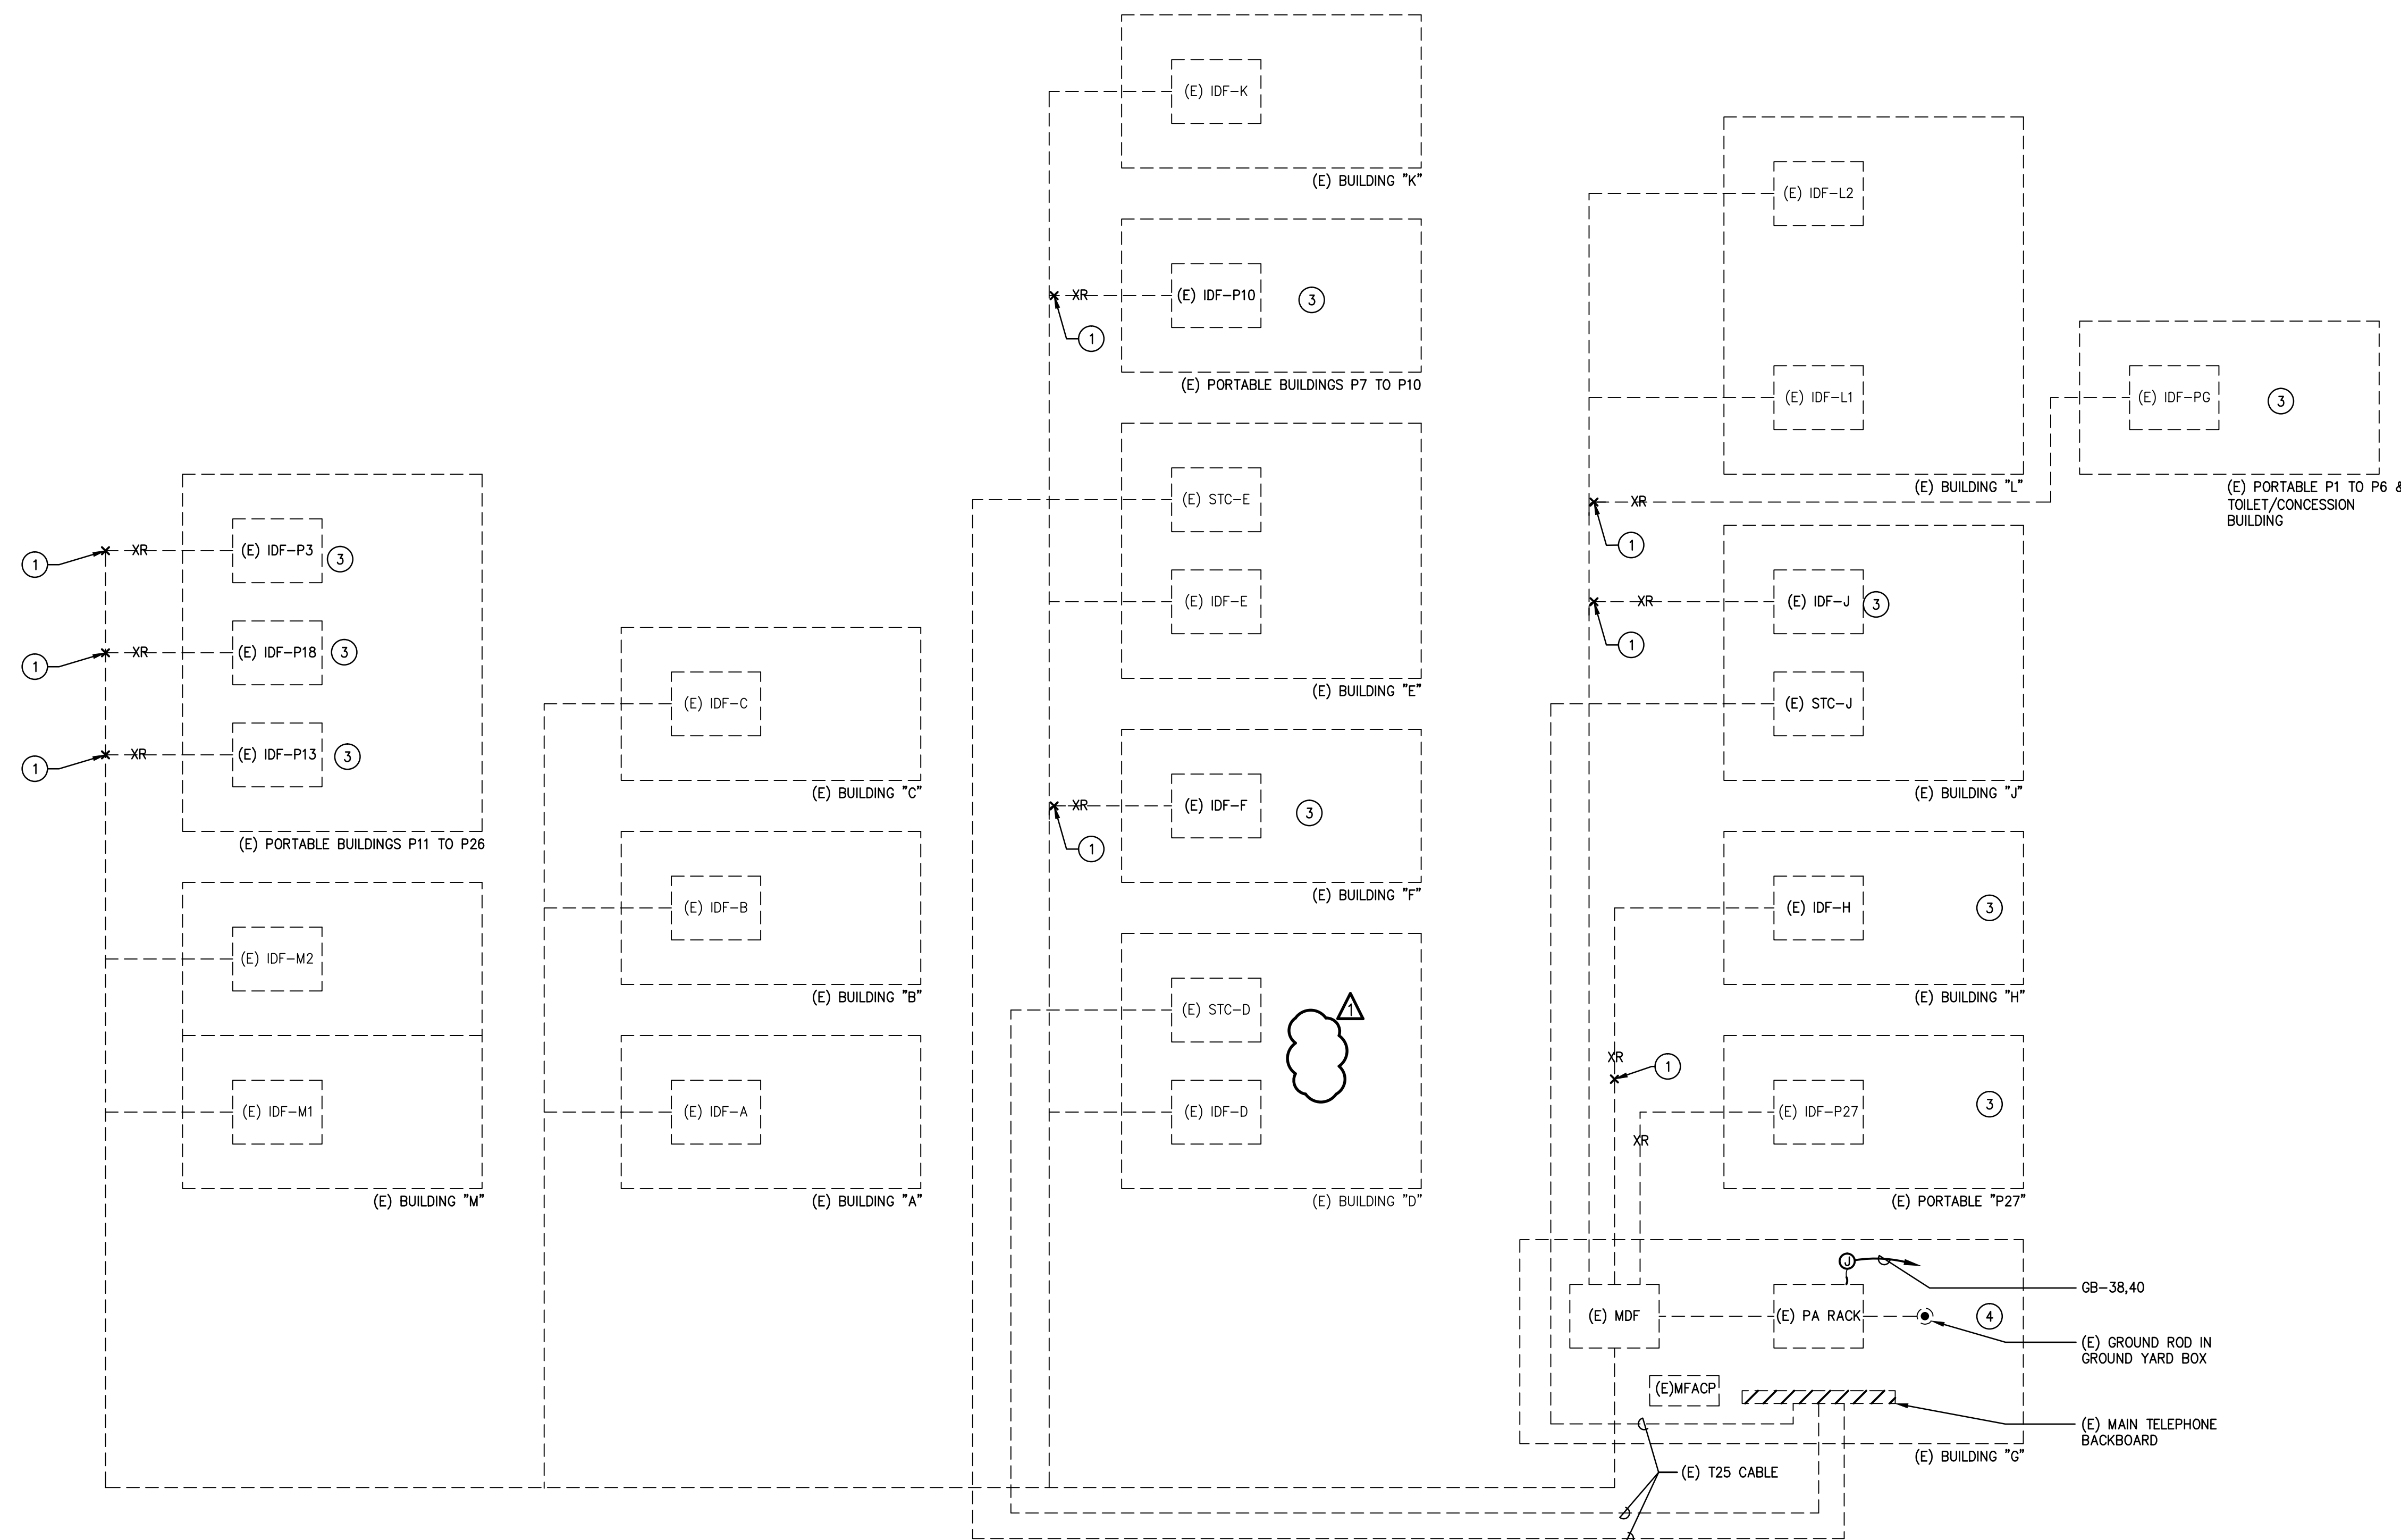 (E) IDF-K
(E) BUILDING "K"
XR
(E) IDF-P10
3
1
(E) PORTABLE BUILDINGS P7 TO P10
(E) STC-E
(E) IDF-E
(E) BUILDING "E"
XR
(E) IDF-F
3
1
(E) BUILDING "F"
(E) STC-D
1
(E) IDF-D
(E) BUILDING "D"
1
XR
(E) IDF-P3
3
1
XR
(E) IDF-P18
3
1
XR
(E) IDF-P13
3
(E) PORTABLE BUILDINGS P11 TO P26
(E) IDF-M2
(E) IDF-M1
(E) BUILDING "M"
(E) IDF-C
(E) BUILDING "C"
(E) IDF-B
(E) BUILDING "B"
(E) IDF-A
(E) BUILDING "A"
(E) IDF-L2
(E) IDF-L1
(E) BUILDING "L"
(E) IDF-PG
3
(E) PORTABLE P1 TO P6 &
TOILET/CONCESSION
BUILDING
XR
1
XR
(E) IDF-J
3
1
(E) STC-J
(E) BUILDING "J"
(E) IDF-H
3
(E) BUILDING "H"
XR
1
(E) IDF-P27
3
XR
(E) PORTABLE "P27"
J
GB-38,40
(E) MDF
(E) PA RACK
4
(E) GROUND ROD IN
GROUND YARD BOX
(E)MFACP
(E) MAIN TELEPHONE
BACKBOARD
(E) BUILDING "G"
(E) T25 CABLE